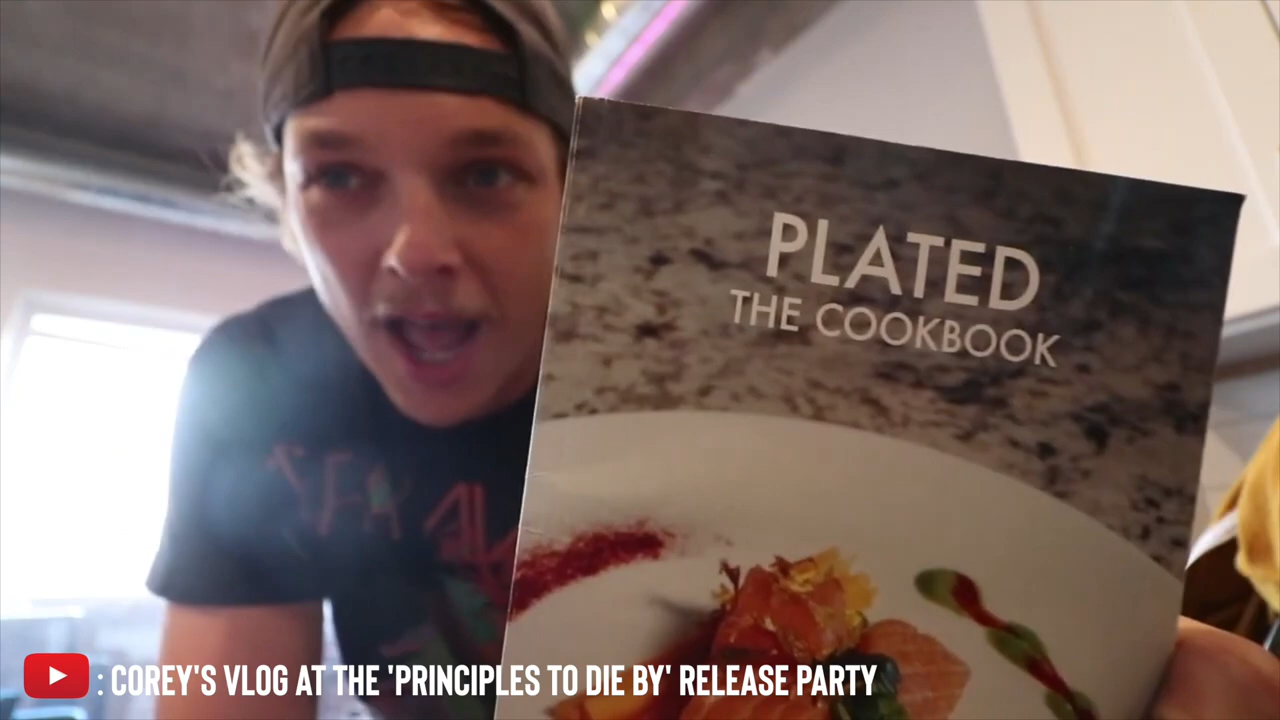 PLATED
THE COOKBOOK
: COREY'S VLOG AT THE 'PRINCIPLES TO DIE BY' RELEASE PARTY